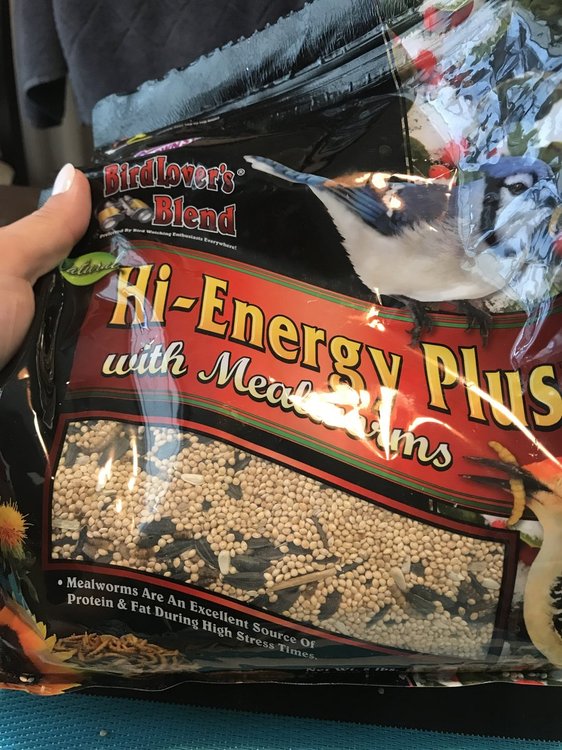 BirdLover's®
Blend
Preferred By Bird Watching Enthusiasts Everywhere!
Natural
Hi-Energy Plus
with Mealworms
• Mealworms Are An Excellent Source Of
Protein & Fat During High Stress Times.